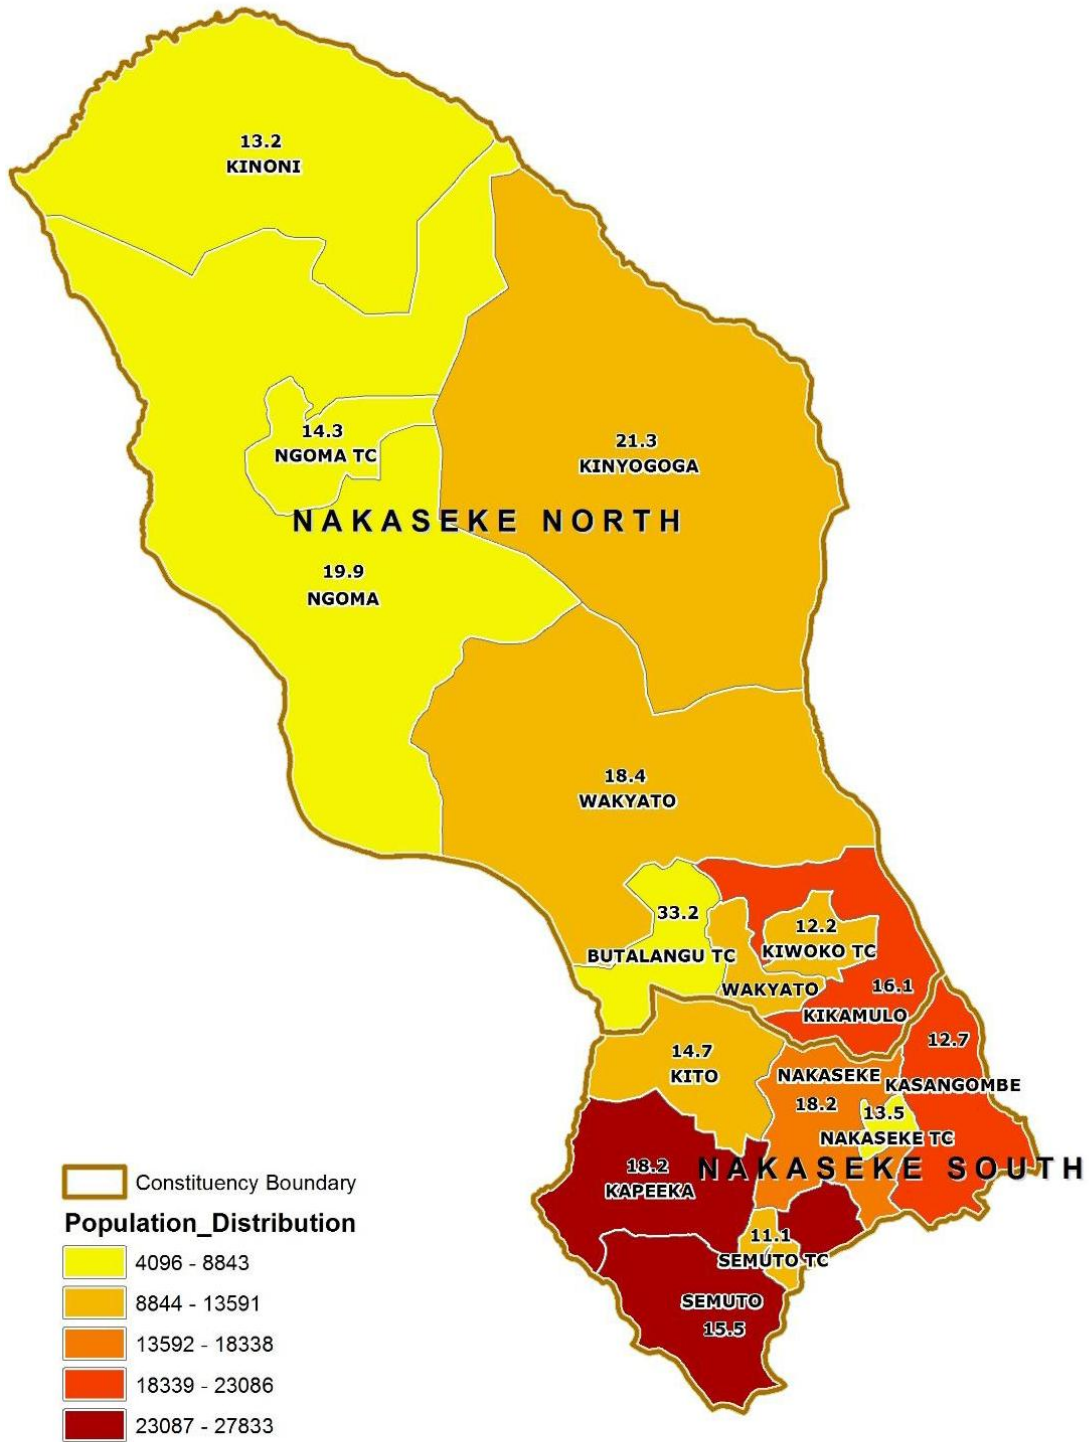 13.2
KINONI
14.3
NGOMA TC
21.3
KINYOGOGA
NAKASEKE NORTH
19.9
NGOMA
18.4
WAKYATO
33.2
BUTALANGU TC
12.2
KIWOKO TC
WAKYATO
16.1
KIKAMULO
12.7
KASANGOMBE
14.7
KITO
NAKASEKE
18.2
13.5
NAKASEKE TC
NAKASEKE SOUTH
18.2
KAPEEKA
11.1
SEMUTO TC
SEMUTO
15.5
Constituency Boundary
Population_Distribution
4096 - 8843
8844 - 13591
13592 - 18338
18339 - 23086
23087 - 27833